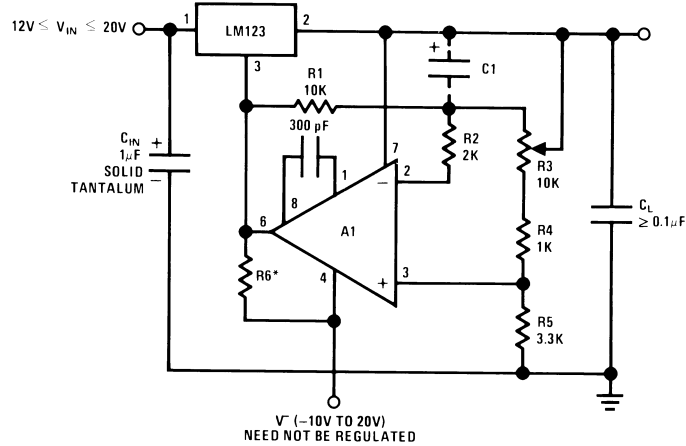 12V ≤ VIN ≤ 20V
1
LM123
2
3
R1
10K
300 pF
+
C1
CIN
1μF
SOLID
TANTALUM
+
−
8
1
7
R2
2K
2
−
R3
10K
6
A1
R4
1K
CL
≥ 0.1μF
R6*
4
+
3
R5
3.3K
V− (−10V TO 20V)
NEED NOT BE REGULATED